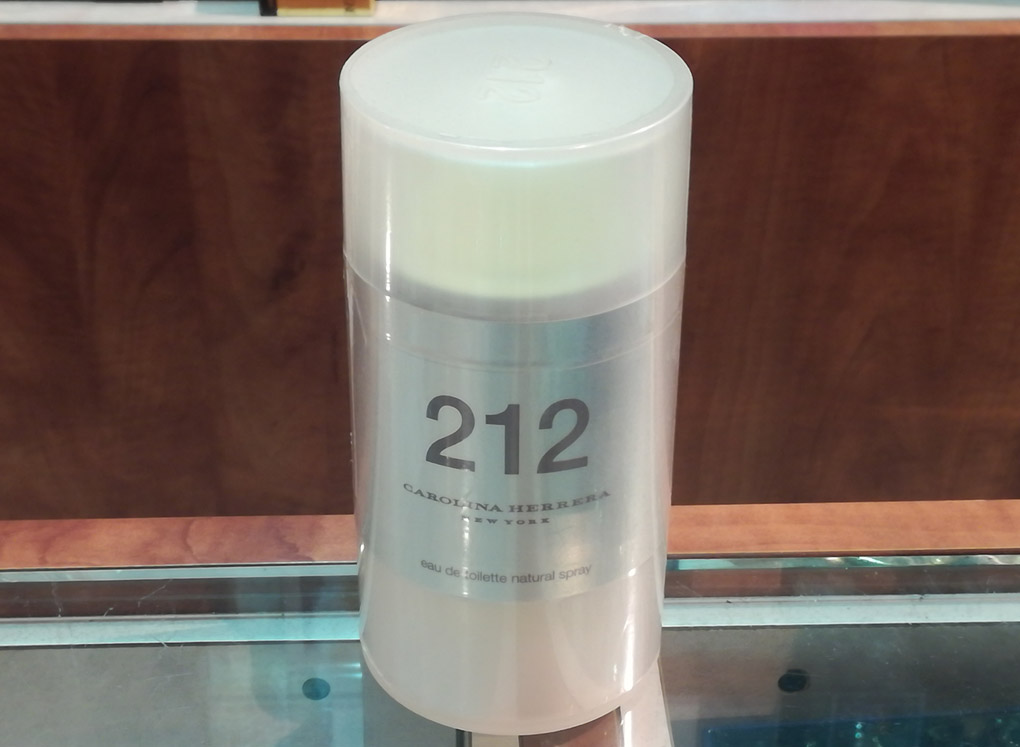 212
CAROLINA HERRERA
NEW YORK
eau de toilette natural spray